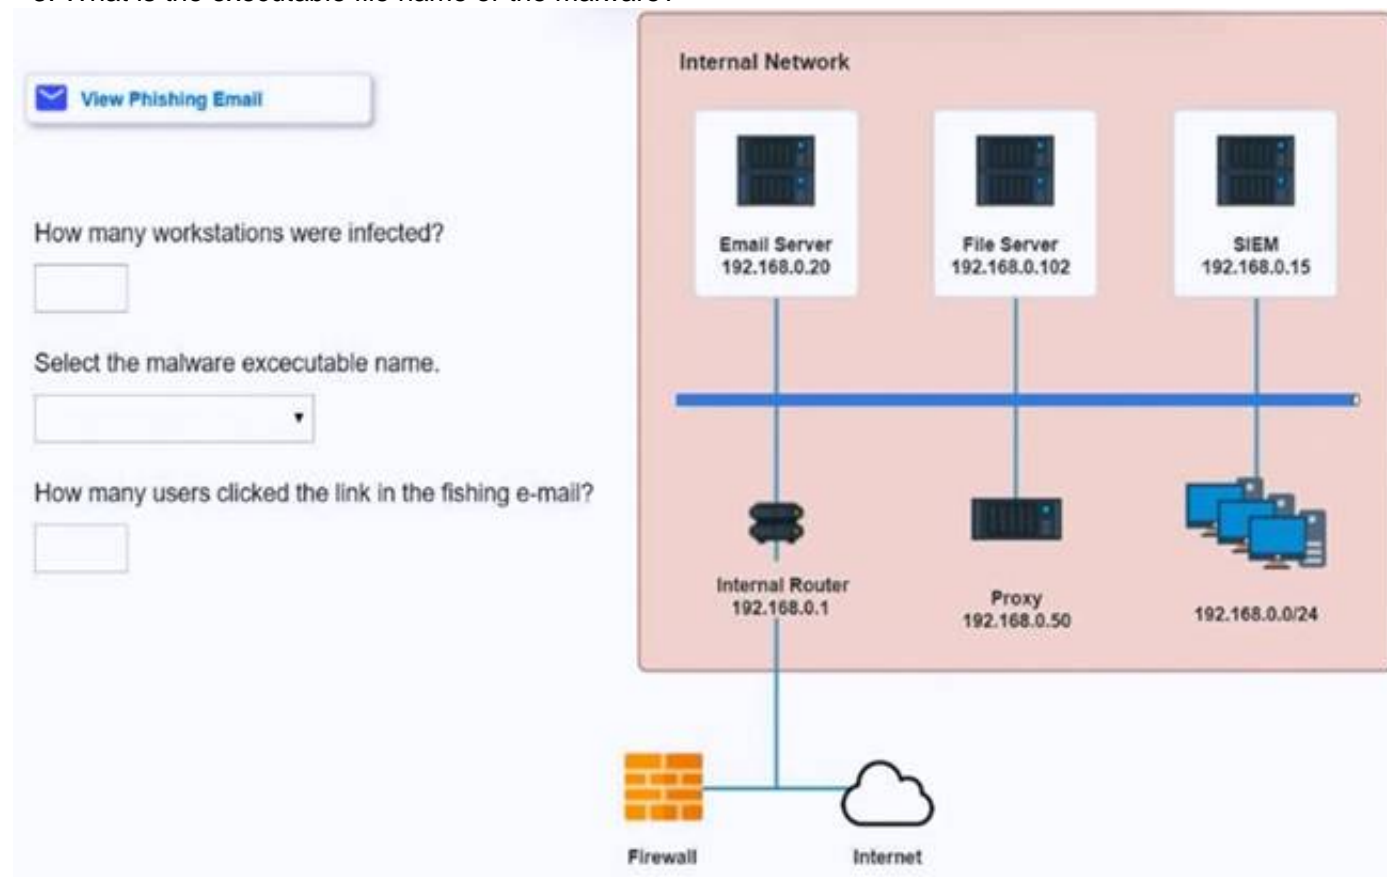 View Phishing Email
How many workstations were infected?
Select the malware excecutable name.
How many users clicked the link in the fishing e-mail?
Internal Network
Email Server
192.168.0.20
File Server
192.168.0.102
SIEM
192.168.0.15
Internal Router
192.168.0.1
Proxy
192.168.0.50
192.168.0.0/24
Firewall
Internet